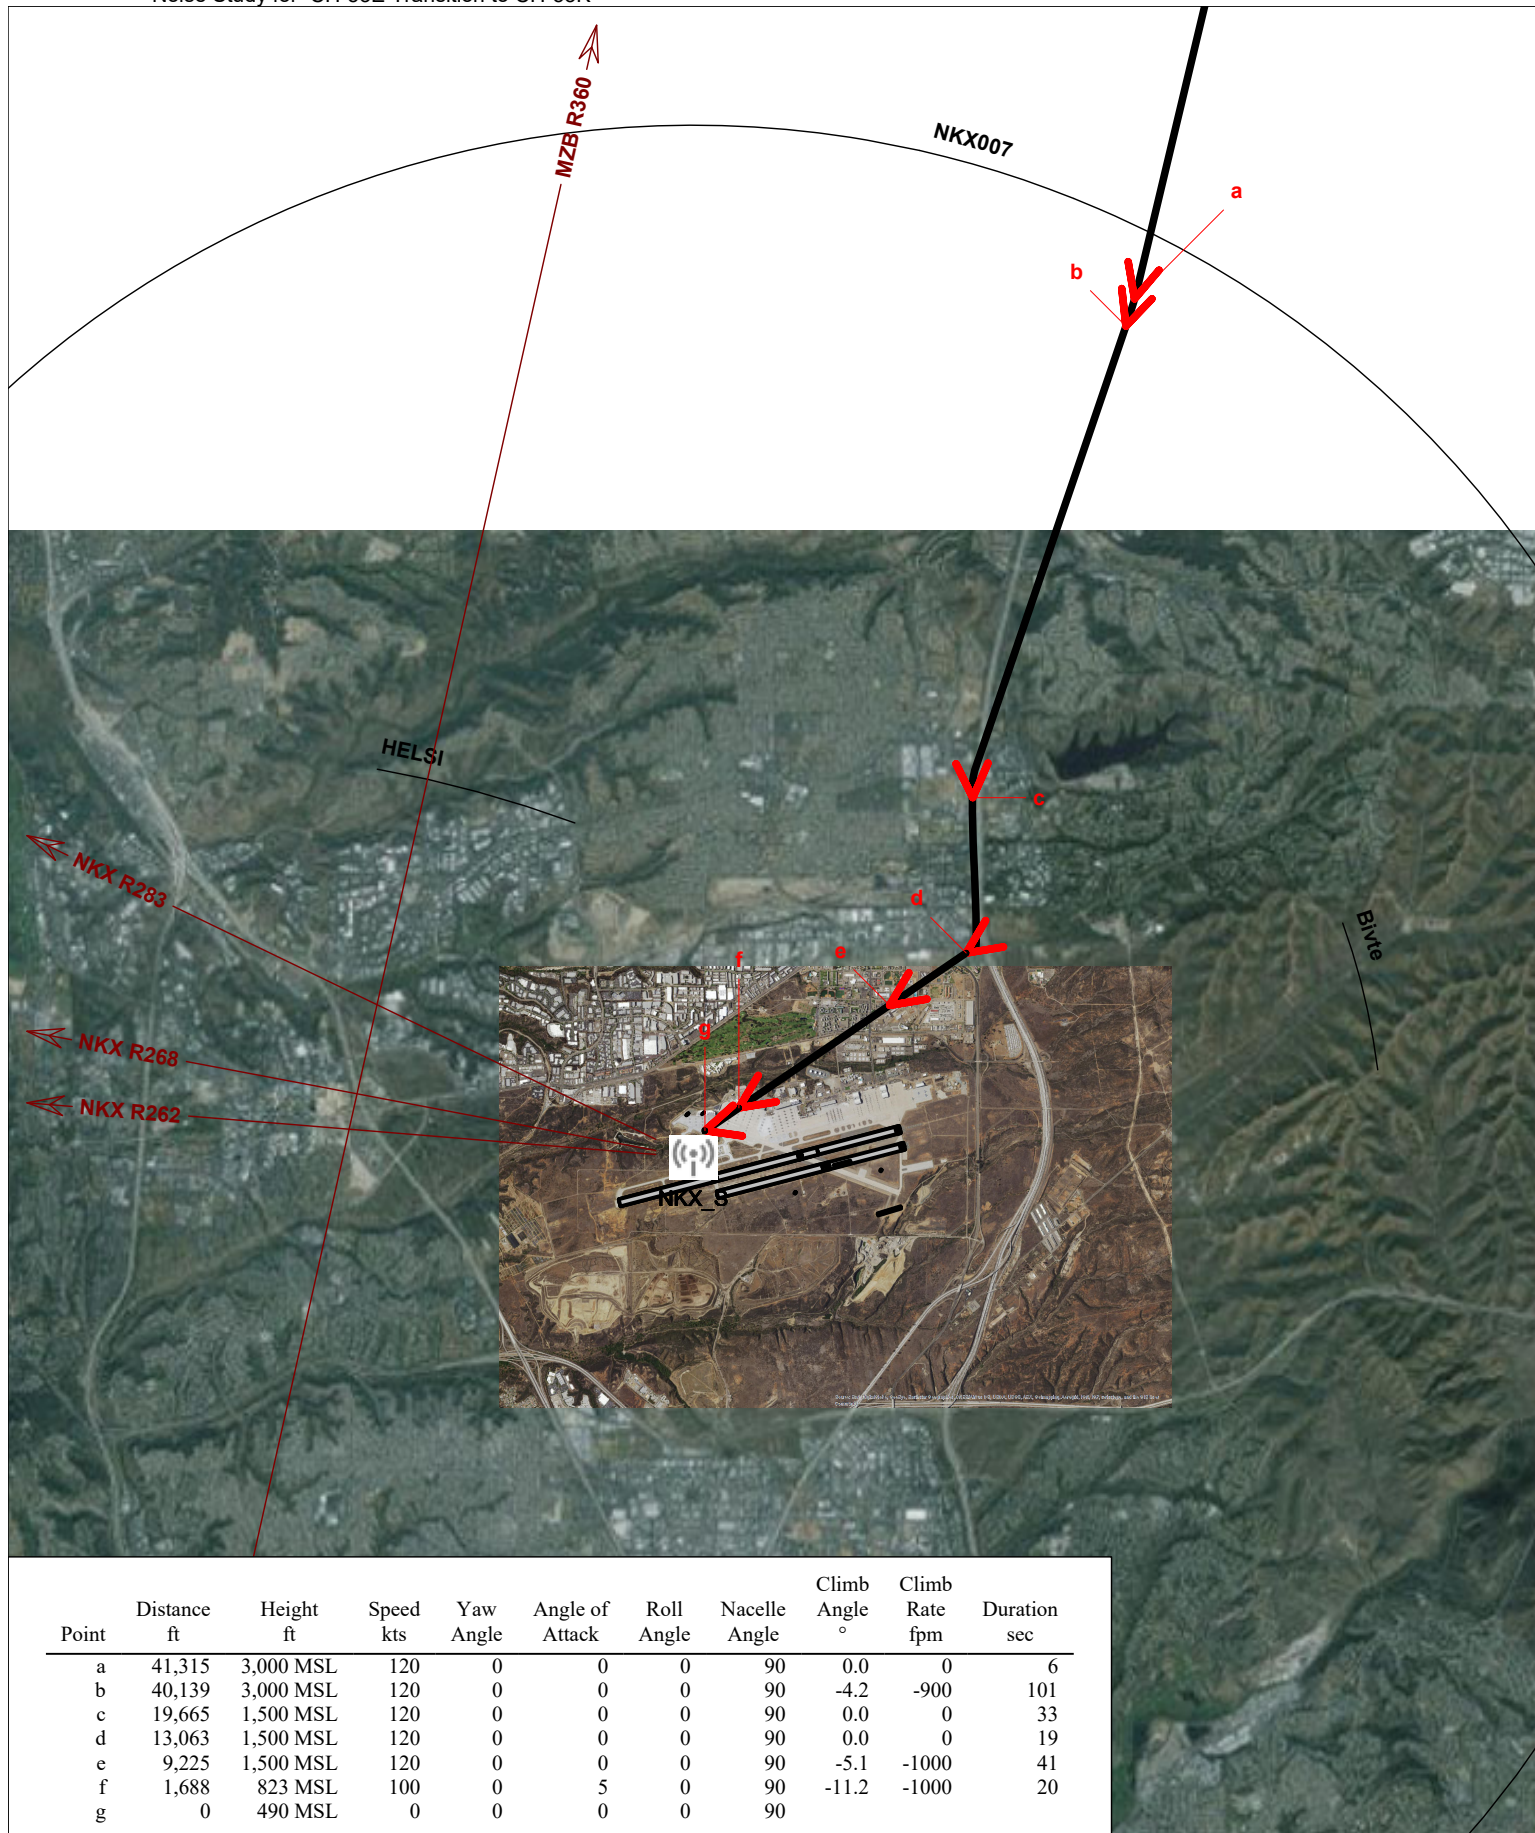 MZB R360
NKX007
a
b
HELSI
c
NKX R283
d
Bivte
e
f
g
NKX R268
NKX R262
NKX_S
Point Distance ft Height ft Speed kts Yaw Angle Angle of Attack Roll Angle Nacelle Angle Climb Angle ° Climb Rate fpm Duration sec
a 41,315 3,000 MSL 120 0 0 0 90 0.0 0 6
b 40,139 3,000 MSL 120 0 0 0 90 -4.2 -900 101
c 19,665 1,500 MSL 120 0 0 0 90 0.0 0 33
d 13,063 1,500 MSL 120 0 0 0 90 0.0 0 19
e 9,225 1,500 MSL 120 0 0 0 90 -5.1 -1000 41
f 1,688 823 MSL 100 0 5 0 90 -11.2 -1000 20
g 0 490 MSL 0 0 0 0 90